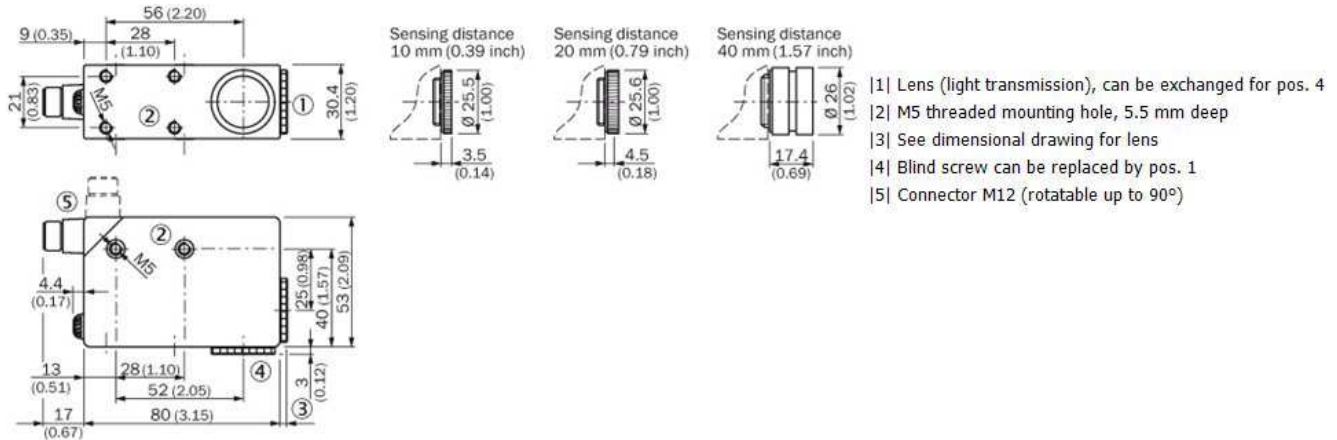 56 (2.20)
9 (0.35)
28
(1.10)
21
(0.83)
M5
②
①
30.4
(1.20)
Sensing distance
10 mm (0.39 inch)
Ø 25.5
(1.00)
3.5
(0.14)
Sensing distance
20 mm (0.79 inch)
Ø 25.6
(1.00)
4.5
(0.18)
Sensing distance
40 mm (1.57 inch)
Ø 26
(1.02)
17.4
(0.69)
|1| Lens (light transmission), can be exchanged for pos. 4
|2| M5 threaded mounting hole, 5.5 mm deep
|3| See dimensional drawing for lens
|4| Blind screw can be replaced by pos. 1
|5| Connector M12 (rotatable up to 90°)
⑤
②
M5
4.4
(0.17)
25 (0.98)
40 (1.57)
53 (2.09)
13
(0.51)
28 (1.10)
④
3
(0.12)
52 (2.05)
③
17
(0.67)
80 (3.15)